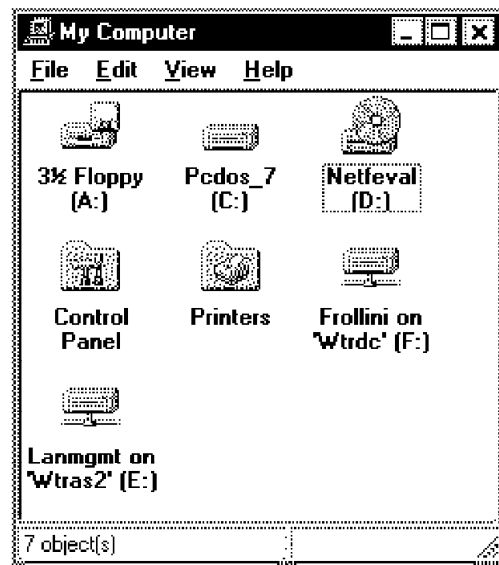 My Computer
File Edit View Help
3½ Floppy
(A:)
Pcdos_7
(C:)
Netfeval
(D:)
Control
Panel
Printers
Frollini on
'Wtrdc' (F:)
Lanmgmt on
'Wtras2' (E:)
7 object(s)